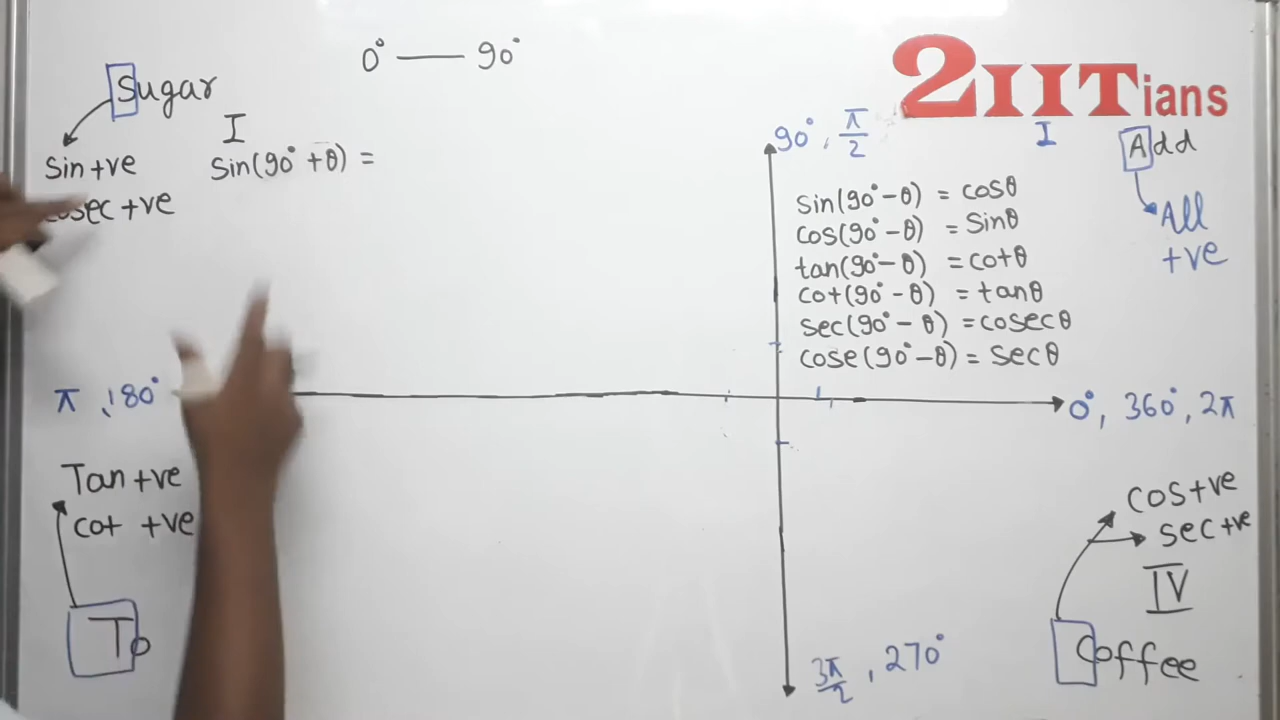 0° — 90°
2IITians
Sugar
I
Sin(90° + θ) =
Sin +ve
cosec +ve
90°, π/2
I
Add
All
+ve
sin(90° - θ) = cosθ
cos(90° - θ) = Sinθ
tan(90° - θ) = cotθ
cot(90° - θ) = tanθ
sec(90° - θ) = cosecθ
cose(90° - θ) = secθ
π, 180°
0°, 360°, 2π
Tan +ve
cot +ve
To
cos+ve
sec+ve
IV
Coffee
3π/2, 270°